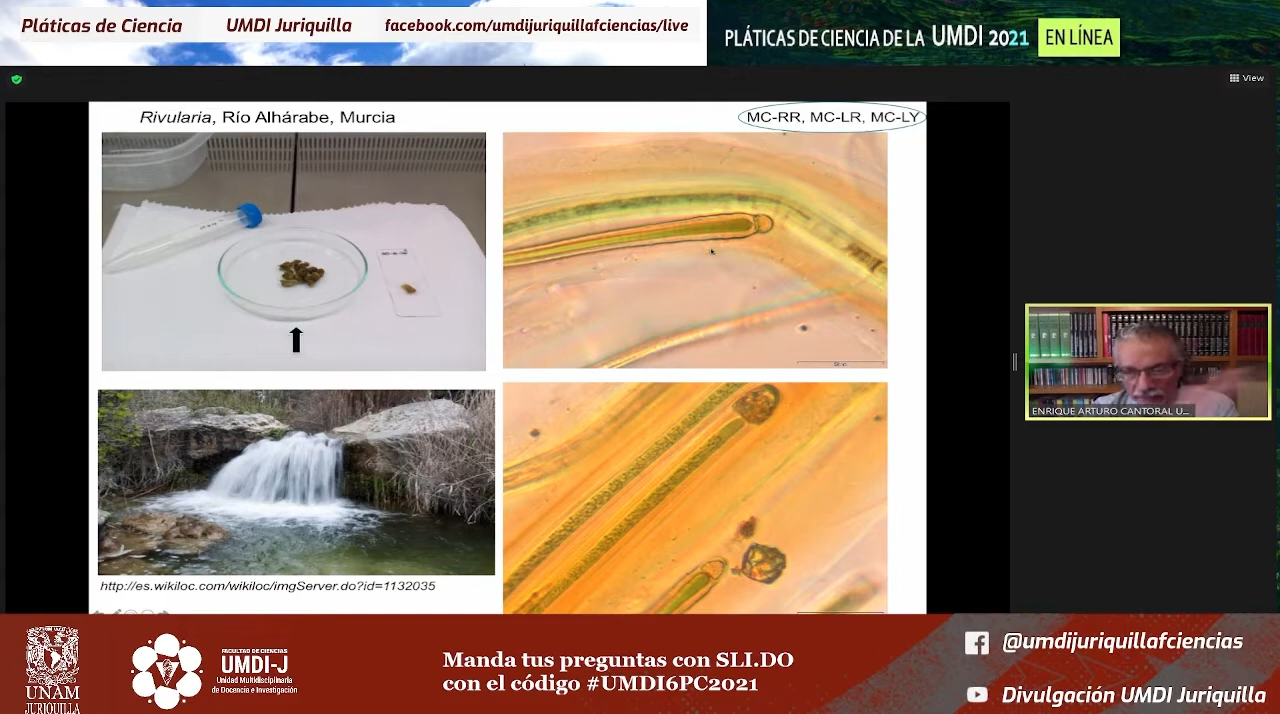 Pláticas de Ciencia UMDI Juriquilla facebook.com/umdijuriquillafciencias/live
PLÁTICAS DE CIENCIA DE LA UMDI 2021 EN LÍNEA
View
Rivularia, Río Alhárabe, Murcia
MC-RR, MC-LR, MC-LY
http://es.wikiloc.com/wikiloc/imgServer.do?id=1132035
ENRIQUE ARTURO CANTORAL U...
UNAM
JURIQUILLA
FACULTAD DE CIENCIAS
UMDI-J
Unidad Multidisciplinaria
de Docencia e Investigación
Manda tus preguntas con SLI.DO
con el código #UMDI6PC2021
@umdijuriquillafciencias
Divulgación UMDI Juriquilla